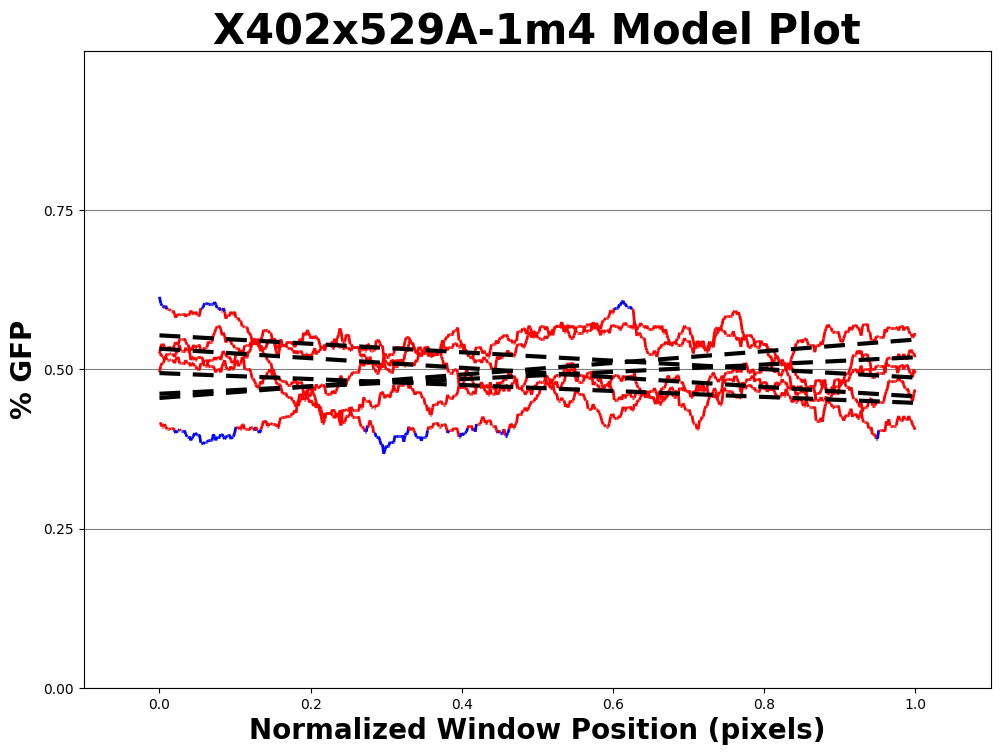 X402x529A-1m4 Model Plot
% GFP
0.75
0.50
0.25
0.00
0.0 0.2 0.4 0.6 0.8 1.0
Normalized Window Position (pixels)